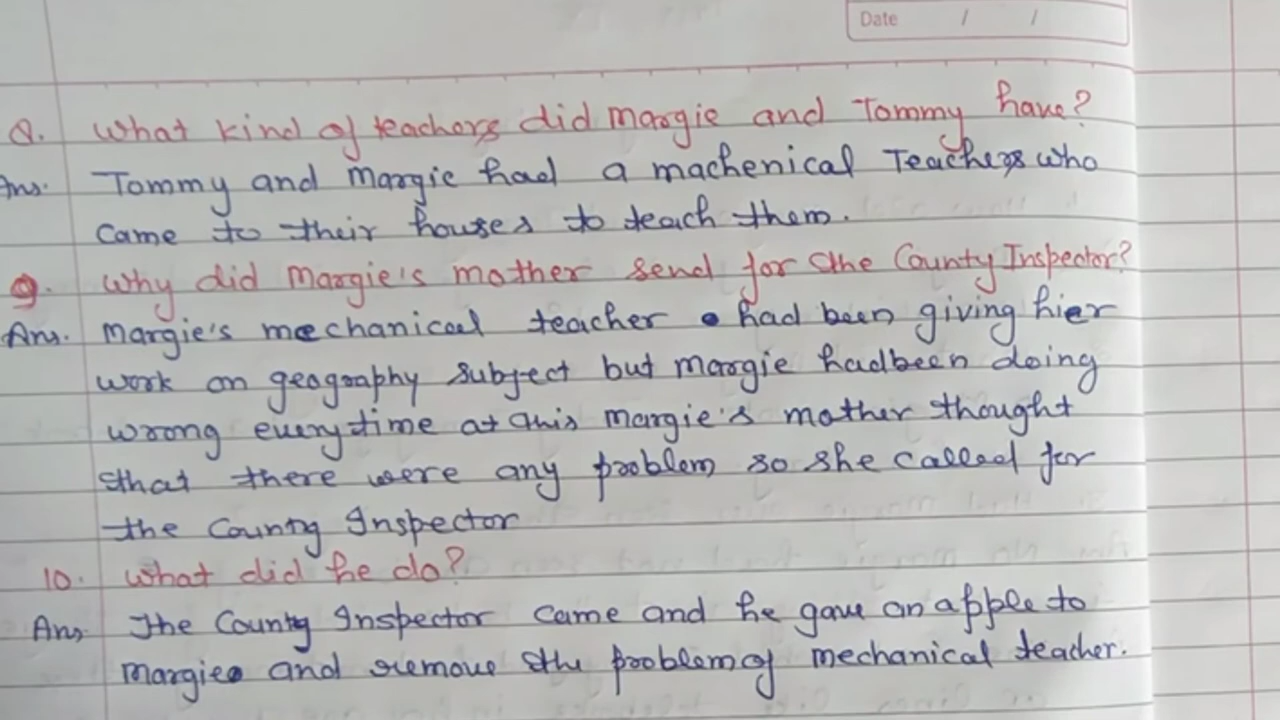 Date / /
Q. What kind of teachers did Margie and Tommy have?
Ans. Tommy and Margie had a machenical Teachers who
came to their houses to teach them.
9. Why did Margie's mother send for the County Inspector?
Ans. Margie's mechanical teacher had been giving hier
work on geography subject but Margie hadbeen doing
wrong everytime at this Margie's mother thought
that there were any problem so she called for
the County Inspector
10. What did he do?
Ans The County Inspector came and he gave an apple to
Margie and remove the problem of mechanical teacher.